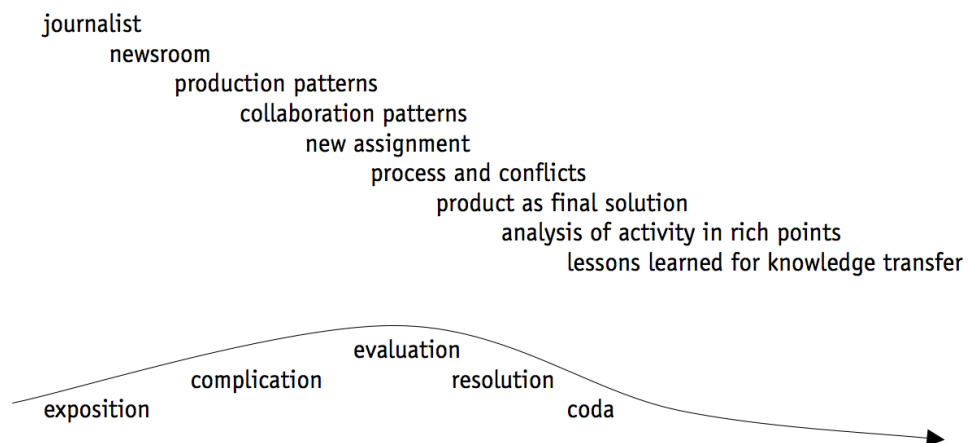 journalist
newsroom
production patterns
collaboration patterns
new assignment
process and conflicts
product as final solution
analysis of activity in rich points
lessons learned for knowledge transfer
evaluation
complication resolution
exposition coda